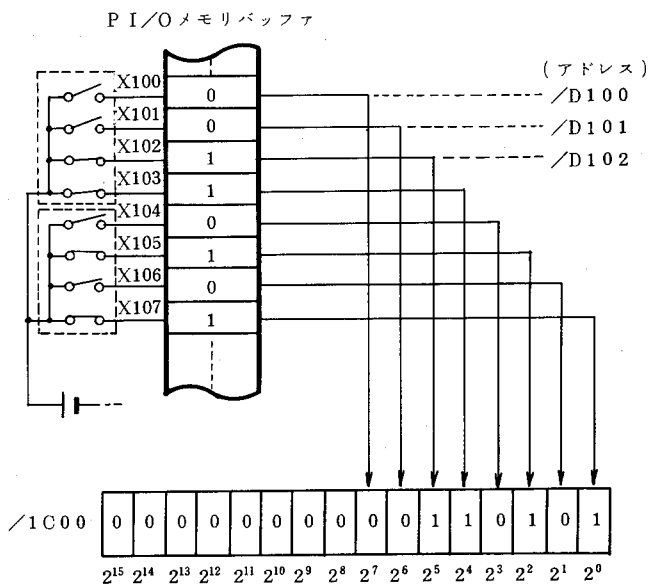 PI/Oメモリバッファ
(アドレス)
X100 0 /D100
X101 0 /D101
X102 1 /D102
X103 1
X104 0
X105 1
X106 0
X107 1
/1C00 0 0 0 0 0 0 0 0 0 0 1 1 0 1 0 1
2¹⁵ 2¹⁴ 2¹³ 2¹² 2¹¹ 2¹⁰ 2⁹ 2⁸ 2⁷ 2⁶ 2⁵ 2⁴ 2³ 2² 2¹ 2⁰